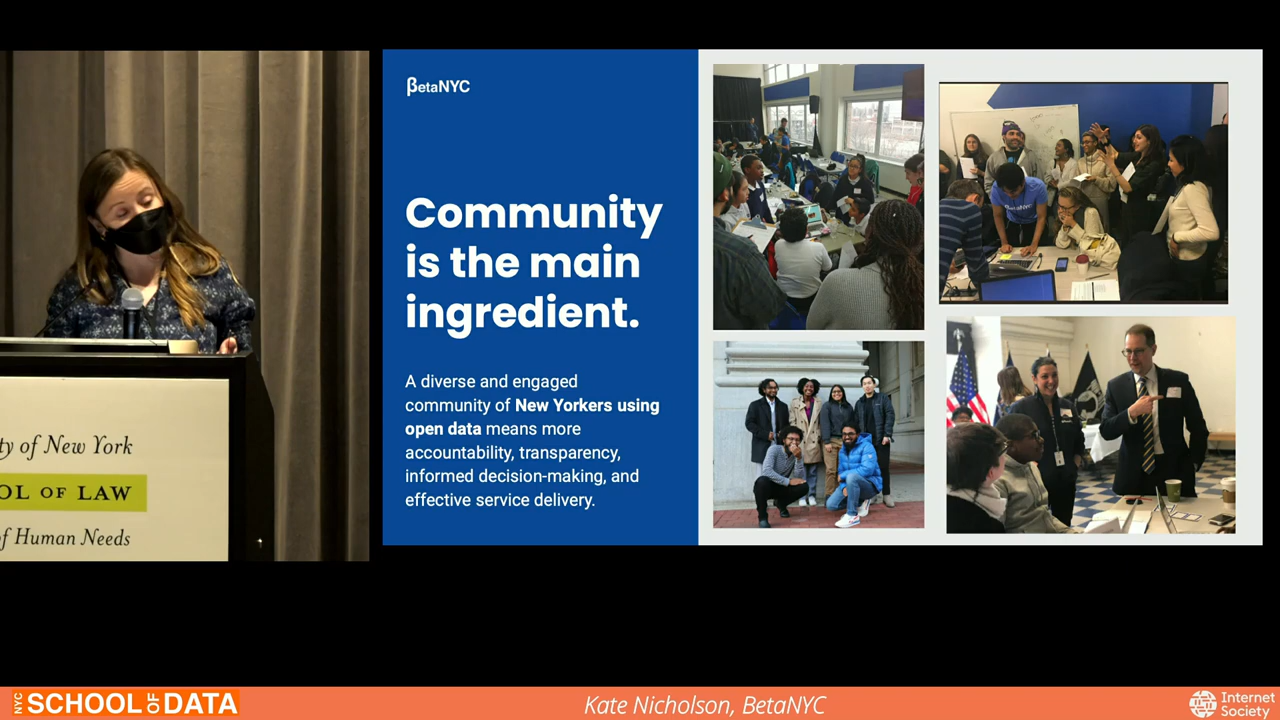 βetaNYC
Community
is the main
ingredient.
A diverse and engaged
community of New Yorkers using
open data means more
accountability, transparency,
informed decision-making, and
effective service delivery.
BetaNYC
ty of New York
OL OF LAW
of Human Needs
NYC SCHOOL OF DATA
Kate Nicholson, BetaNYC
Internet
Society